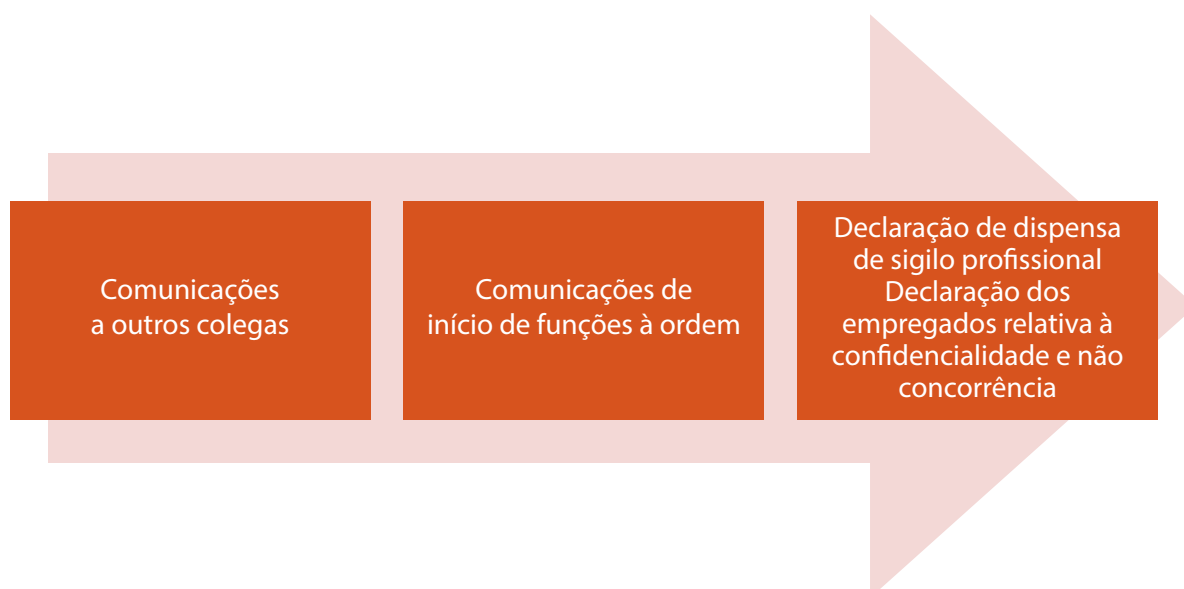 Comunicações
a outros colegas
Comunicações de
início de funções à ordem
Declaração de dispensa
de sigilo profissional
Declaração dos
empregados relativa à
confidencialidade e não
concorrência